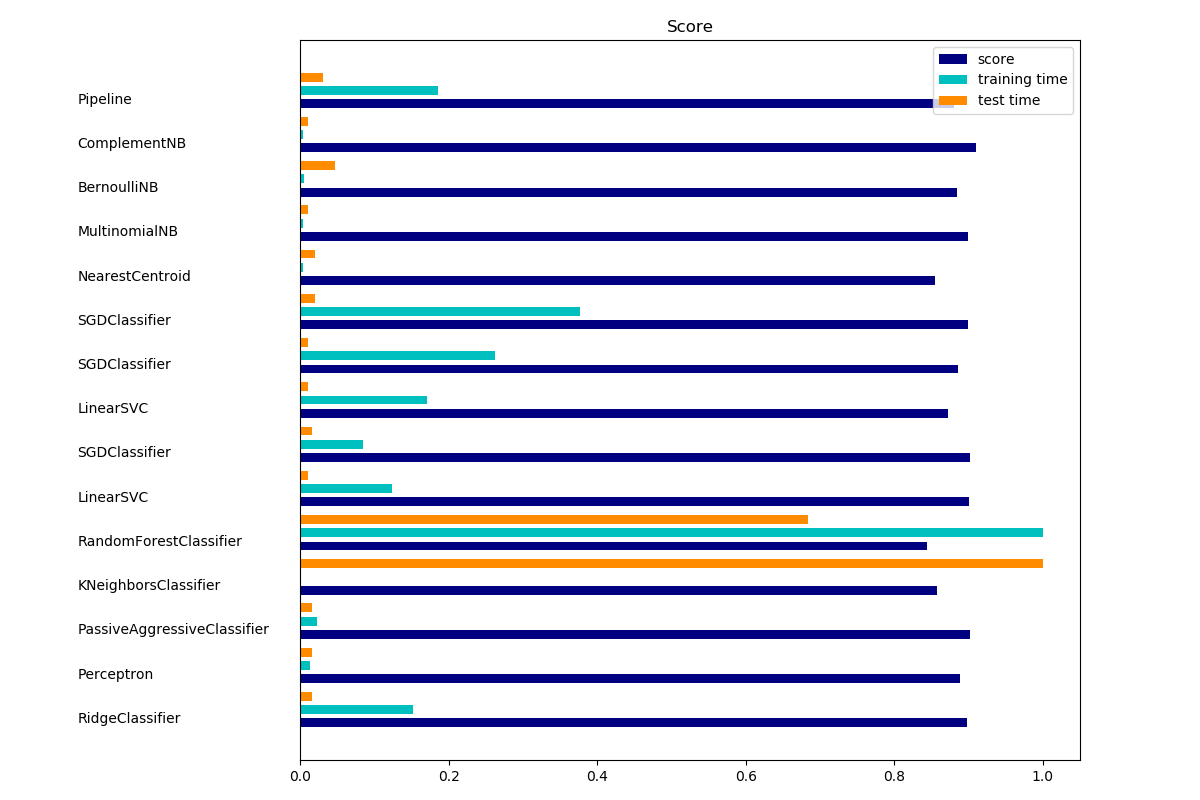 Score
score
training time
test time
Pipeline
ComplementNB
BernoulliNB
MultinomialNB
NearestCentroid
SGDClassifier
SGDClassifier
LinearSVC
SGDClassifier
LinearSVC
RandomForestClassifier
KNeighborsClassifier
PassiveAggressiveClassifier
Perceptron
RidgeClassifier
0.0 0.2 0.4 0.6 0.8 1.0